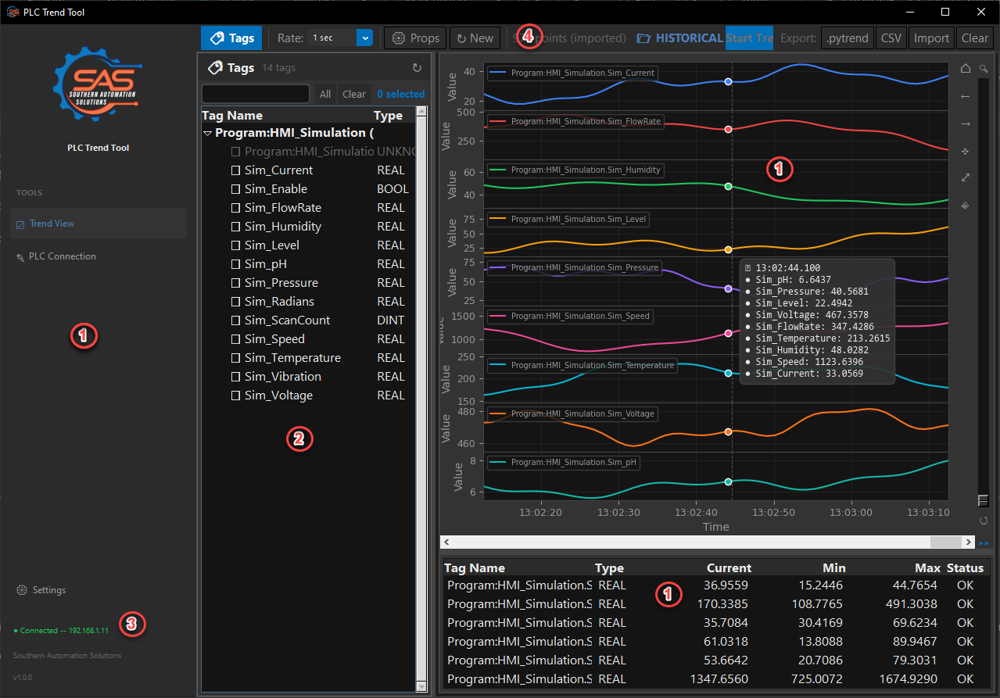 PLC Trend Tool
SAS
SOUTHERN AUTOMATION
SOLUTIONS
PLC Trend Tool
TOOLS
Trend View
PLC Connection
1
Settings
Connected -- 192.168.1.11
3
Southern Automation Solutions
v1.0.0
Tags Rate: 1 sec Props New 4 points (imported) HISTORICAL Start Tre Export: .pytrend CSV Import Clear
Tags 14 tags
All Clear 0 selected
Tag Name Type
Program:HMI_Simulation (
Program:HMI_Simulatio UNKNO
Sim_Current REAL
Sim_Enable BOOL
Sim_FlowRate REAL
Sim_Humidity REAL
Sim_Level REAL
Sim_pH REAL
Sim_Pressure REAL
Sim_Radians REAL
Sim_ScanCount DINT
Sim_Speed REAL
Sim_Temperature REAL
Sim_Vibration REAL
Sim_Voltage REAL
2
Value 40 20 Program:HMI_Simulation.Sim_Current
Value 500 250 Program:HMI_Simulation.Sim_FlowRate
1
Value 60 40 Program:HMI_Simulation.Sim_Humidity
Value 75 50 25 Program:HMI_Simulation.Sim_Level
Value 75 50 25 Program:HMI_Simulation.Sim_Pressure
Value 1500 1000 Program:HMI_Simulation.Sim_Speed
Value 250 200 150 Program:HMI_Simulation.Sim_Temperature
Value 480 460 Program:HMI_Simulation.Sim_Voltage
Value 8 6 Program:HMI_Simulation.Sim_pH
13:02:44.100
Sim_pH: 6.6437
Sim_Pressure: 40.5681
Sim_Level: 22.4942
Sim_Voltage: 467.3578
Sim_FlowRate: 347.4286
Sim_Temperature: 213.2615
Sim_Humidity: 48.0282
Sim_Speed: 1123.6396
Sim_Current: 33.0569
13:02:20 13:02:30 13:02:40 13:02:50 13:03:00 13:03:10
Time
Tag Name Type Current Min Max Status
Program:HMI_Simulation.S REAL 36.9559 15.2446 44.7654 OK
1
Program:HMI_Simulation.S REAL 170.3385 108.7765 491.3038 OK
Program:HMI_Simulation.S REAL 35.7084 30.4169 69.6234 OK
Program:HMI_Simulation.S REAL 61.0318 13.8088 89.9467 OK
Program:HMI_Simulation.S REAL 53.6642 20.7086 79.3031 OK
Program:HMI_Simulation.S REAL 1347.6560 725.0072 1674.9290 OK